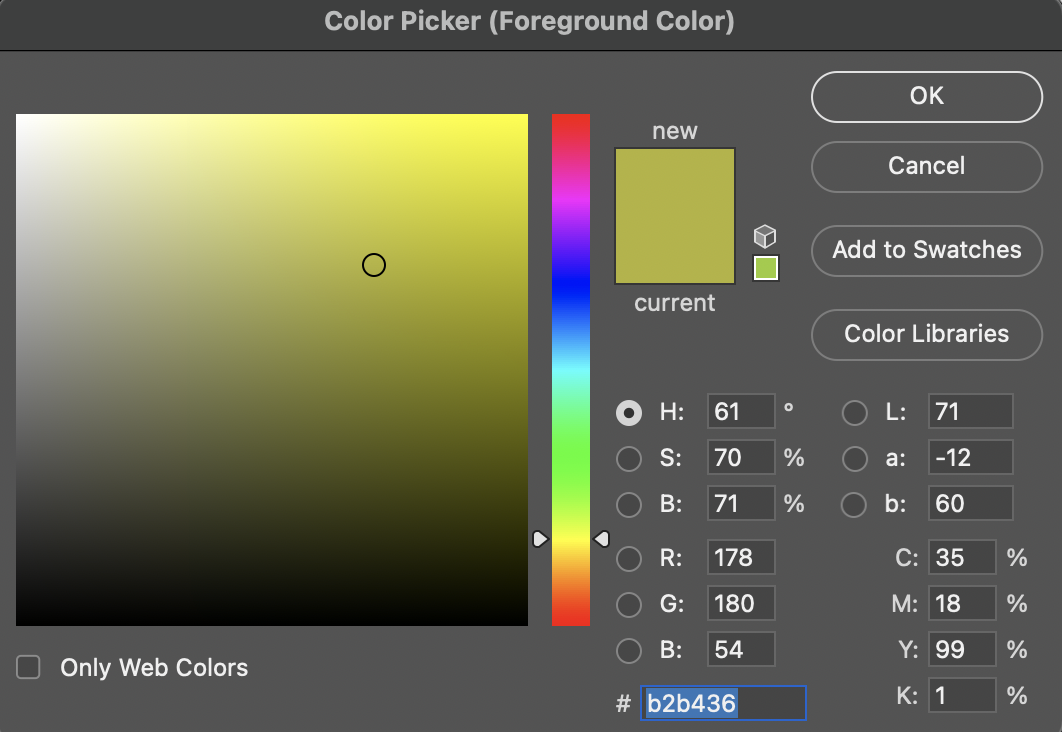 Color Picker (Foreground Color)
OK
new
Cancel
Add to Swatches
current
Color Libraries
H: 61 ° L: 71
S: 70 % a: -12
B: 71 % b: 60
R: 178 C: 35 %
G: 180 M: 18 %
B: 54 Y: 99 %
Only Web Colors
# b2b436 K: 1 %